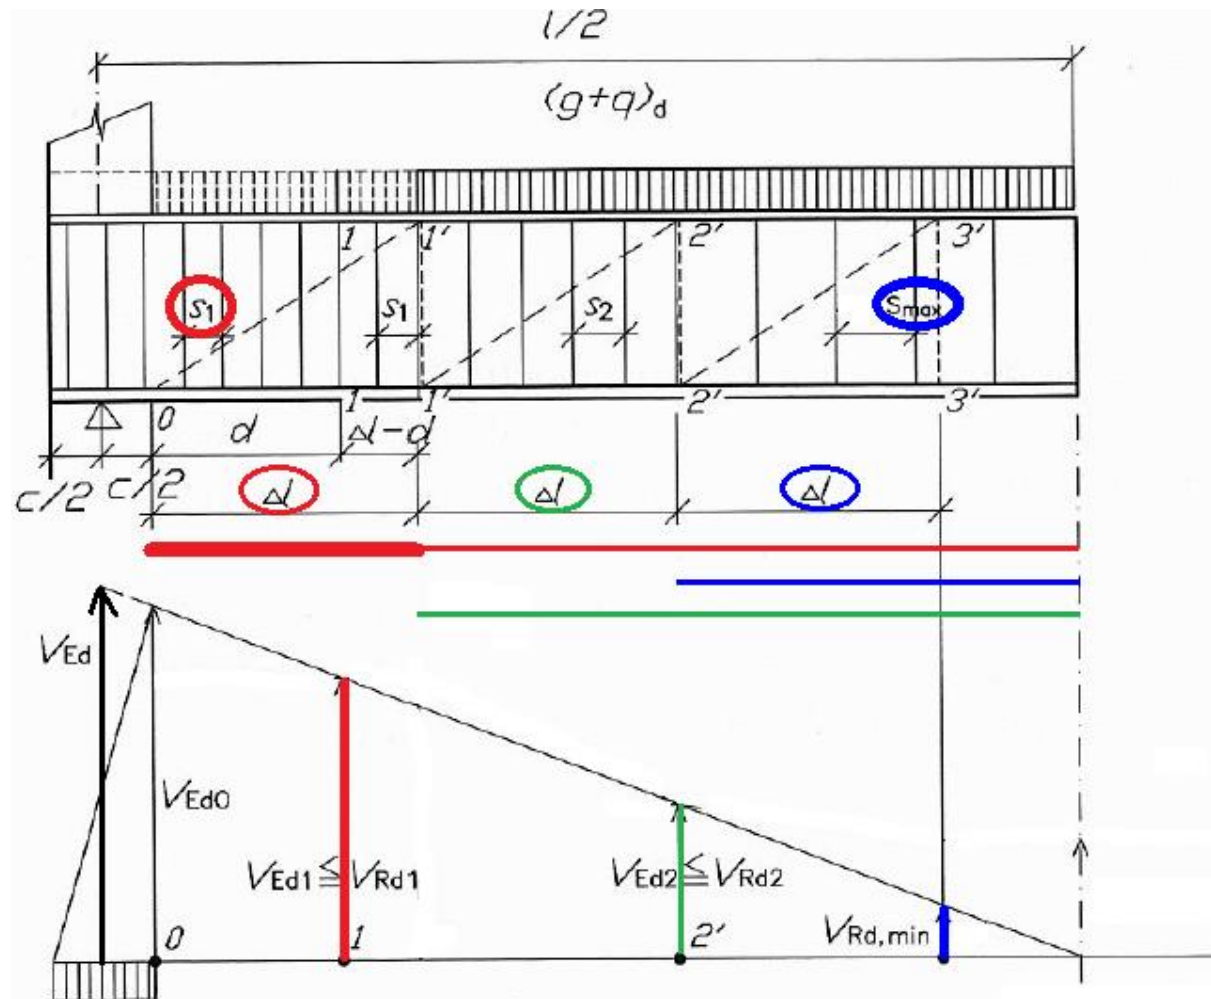 l/2
(g+q)d
1 1' 2' 3'
s1 s1 s2 smax
0 1 1' 2' 3'
d Δl-d
c/2 c/2 Δl Δl Δl
VEd
VEd0
VEd1 ≦ VRd1 VEd2 ≦ VRd2
VRd,min
0 1 2'